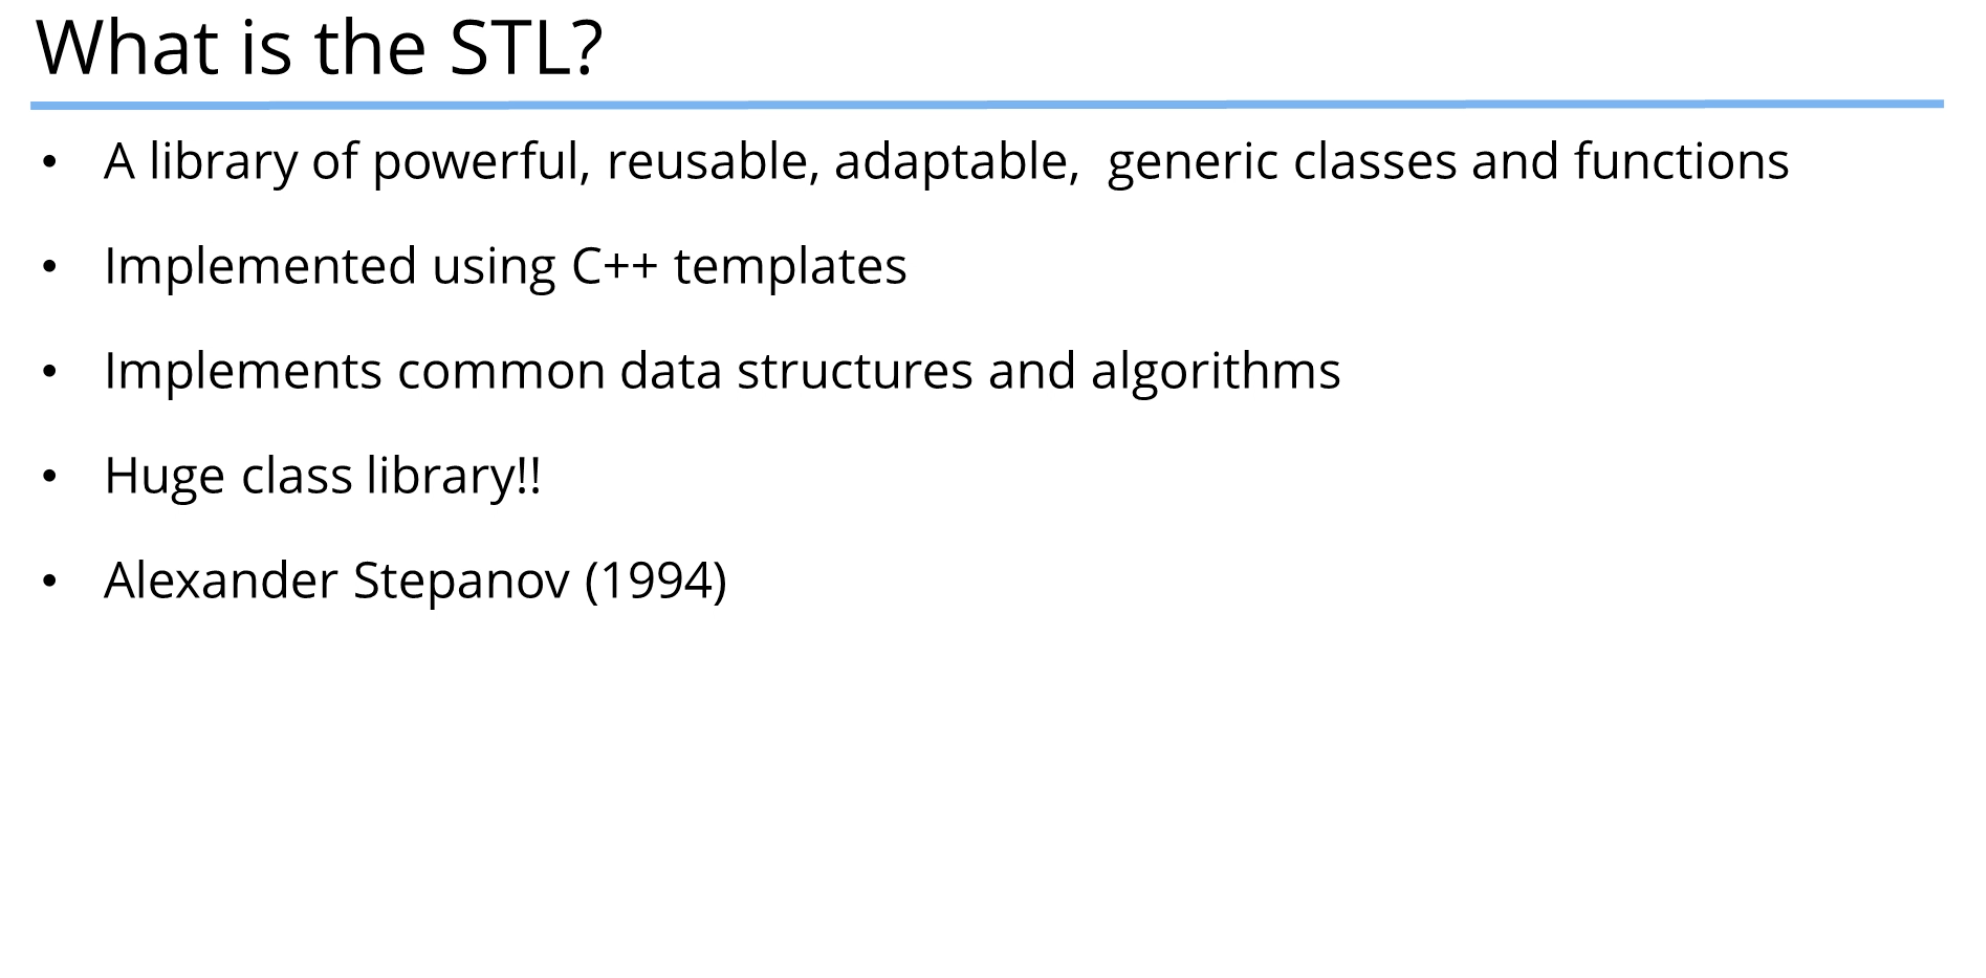 What is the STL?
• A library of powerful, reusable, adaptable,  generic classes and functions
• Implemented using C++ templates
• Implements common data structures and algorithms
• Huge class library!!
• Alexander Stepanov (1994)